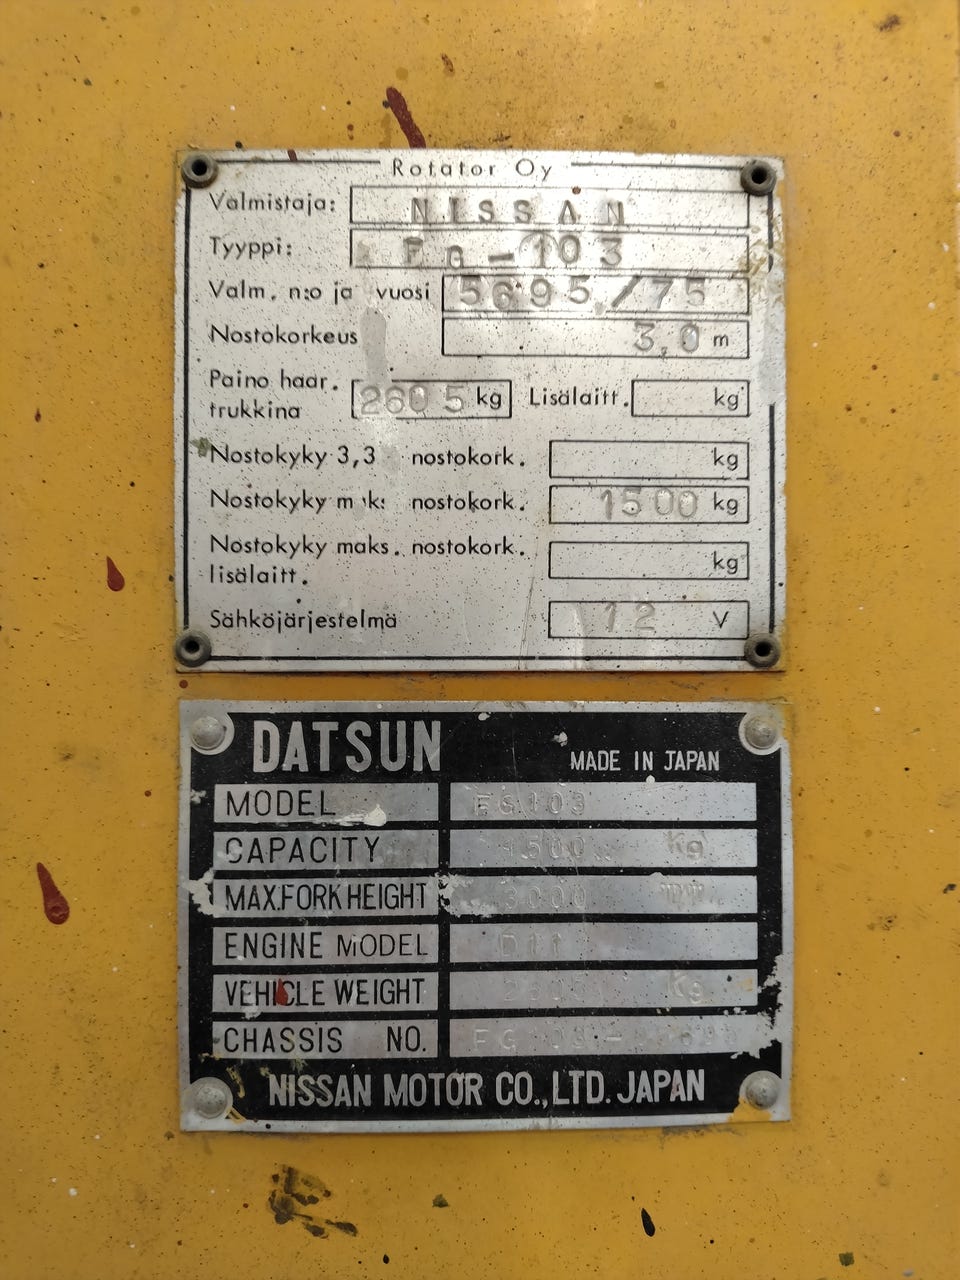 Rotator Oy
Valmistaja: NISSAN
Tyyppi: FG-103
Valm. n:o ja vuosi 5695/75
Nostokorkeus 3,0 m
Paino haar. trukkina 2605 kg Lisälaitt. kg
Nostokyky 3,3 nostokork. kg
Nostokyky m k: nostokork. 1500 kg
Nostokyky maks. nostokork. kg
lisälaitt.
Sähköjärjestelmä 12 V
DATSUN MADE IN JAPAN
MODEL FG103
CAPACITY 1500 Kg
MAX.FORK HEIGHT 3000
ENGINE MODEL D11
VEHICLE WEIGHT Kg
CHASSIS NO.
NISSAN MOTOR CO.,LTD. JAPAN